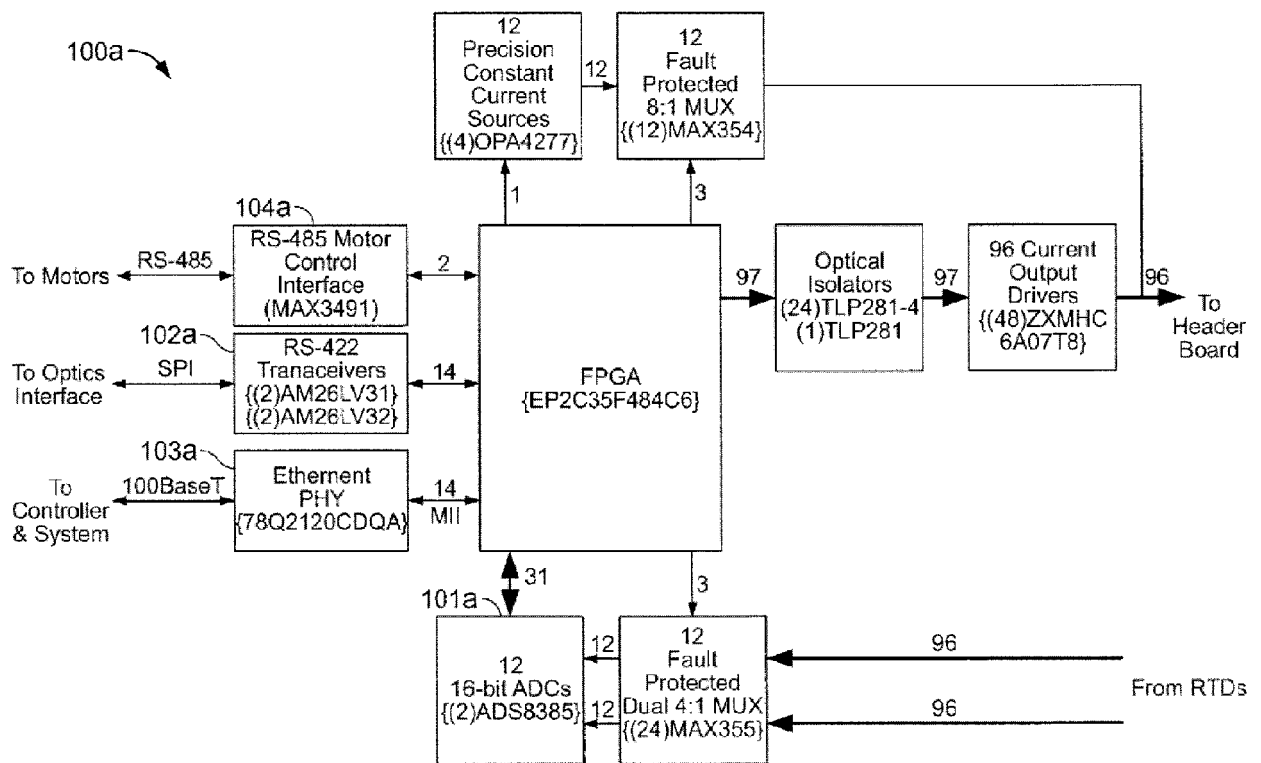 100a
12
Precision
Constant
Current
Sources
{(4)OPA4277}
12
12
Fault
Protected
8:1 MUX
{(12)MAX354}
1
3
104a
RS-485 Motor
Control
Interface
(MAX3491)
To Motors
RS-485
2
102a
RS-422
Tranaceivers
{(2)AM26LV31}
{(2)AM26LV32}
To Optics
Interface
SPI
14
103a
Ethernent
PHY
{78Q2120CDQA}
To
Controller
& System
100BaseT
14
MII
FPGA
{EP2C35F484C6}
97
Optical
Isolators
(24)TLP281-4
(1)TLP281
97
96 Current
Output
Drivers
{(48)ZXMHC
6A07T8}
96
To
Header
Board
31
3
101a
12
16-bit ADCs
{(2)ADS8385}
12
12
12
Fault
Protected
Dual 4:1 MUX
{(24)MAX355}
96
96
From RTDs